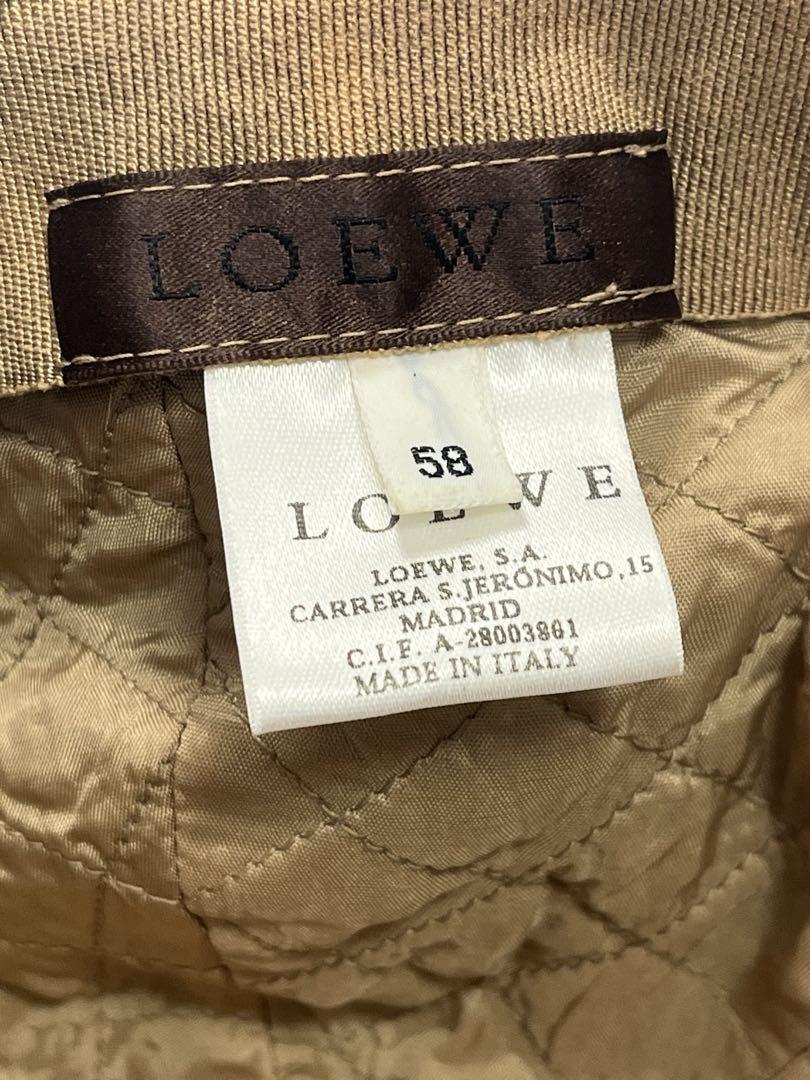 LOEWE
58
LOEWE
LOEWE, S.A.
CARRERA S.JERÓNIMO,15
MADRID
C.I.F. A-28003861
MADE IN ITALY